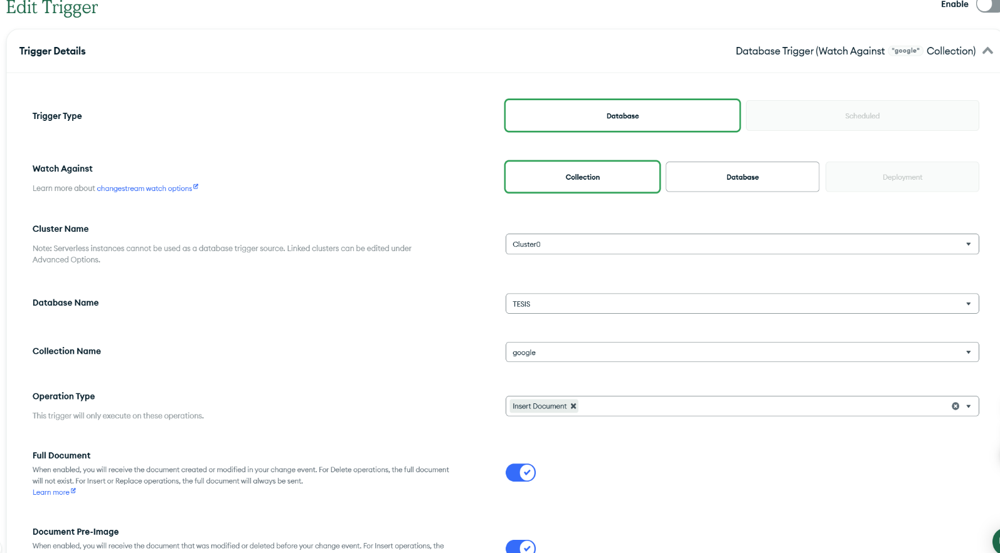 Edit Trigger
Enable
Trigger Details
Database Trigger (Watch Against "google" Collection)
Trigger Type
Database
Scheduled
Watch Against
Learn more about changestream watch options
Collection
Database
Deployment
Cluster Name
Note: Serverless instances cannot be used as a database trigger source. Linked clusters can be edited under
Advanced Options.
Cluster0
Database Name
TESIS
Collection Name
google
Operation Type
This trigger will only execute on these operations.
Insert Document
Full Document
When enabled, you will receive the document created or modified in your change event. For Delete operations, the full document
will not exist. For Insert or Replace operations, the full document will always be sent.
Learn more
Document Pre-Image
When enabled, you will receive the document that was modified or deleted before your change event. For Insert operations, the